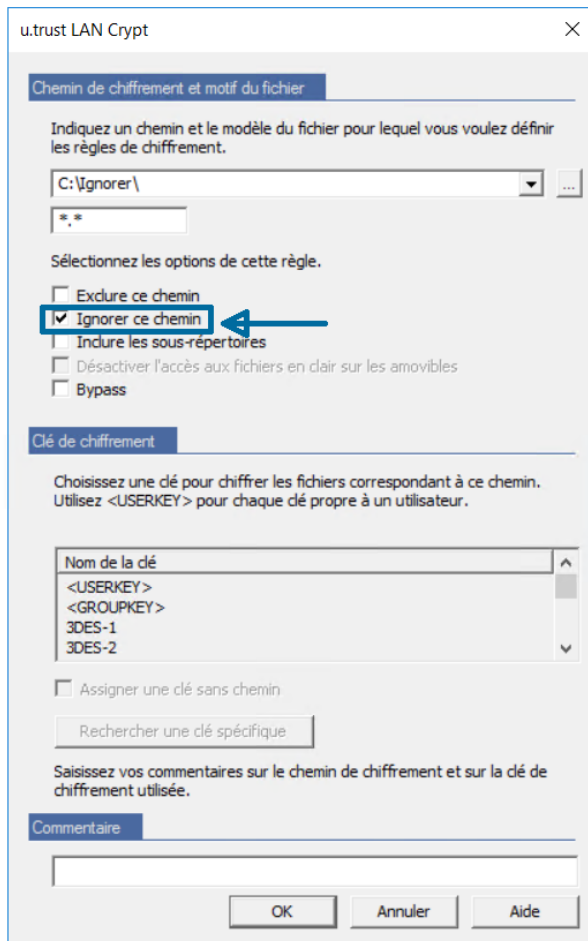 u.trust LAN Crypt
Chemin de chiffrement et motif du fichier
Indiquez un chemin et le modèle du fichier pour lequel vous voulez définir
les règles de chiffrement.
C:\Ignorer\
...
*.*
Sélectionnez les options de cette règle.
Exclure ce chemin
Ignorer ce chemin
Inclure les sous-répertoires
Désactiver l'accès aux fichiers en clair sur les amovibles
Bypass
Clé de chiffrement
Choisissez une clé pour chiffrer les fichiers correspondant à ce chemin.
Utilisez <USERKEY> pour chaque clé propre à un utilisateur.
Nom de la clé
<USERKEY>
<GROUPKEY>
3DES-1
3DES-2
Assigner une clé sans chemin
Rechercher une clé spécifique
Saisissez vos commentaires sur le chemin de chiffrement et sur la clé de
chiffrement utilisée.
Commentaire
OK Annuler Aide